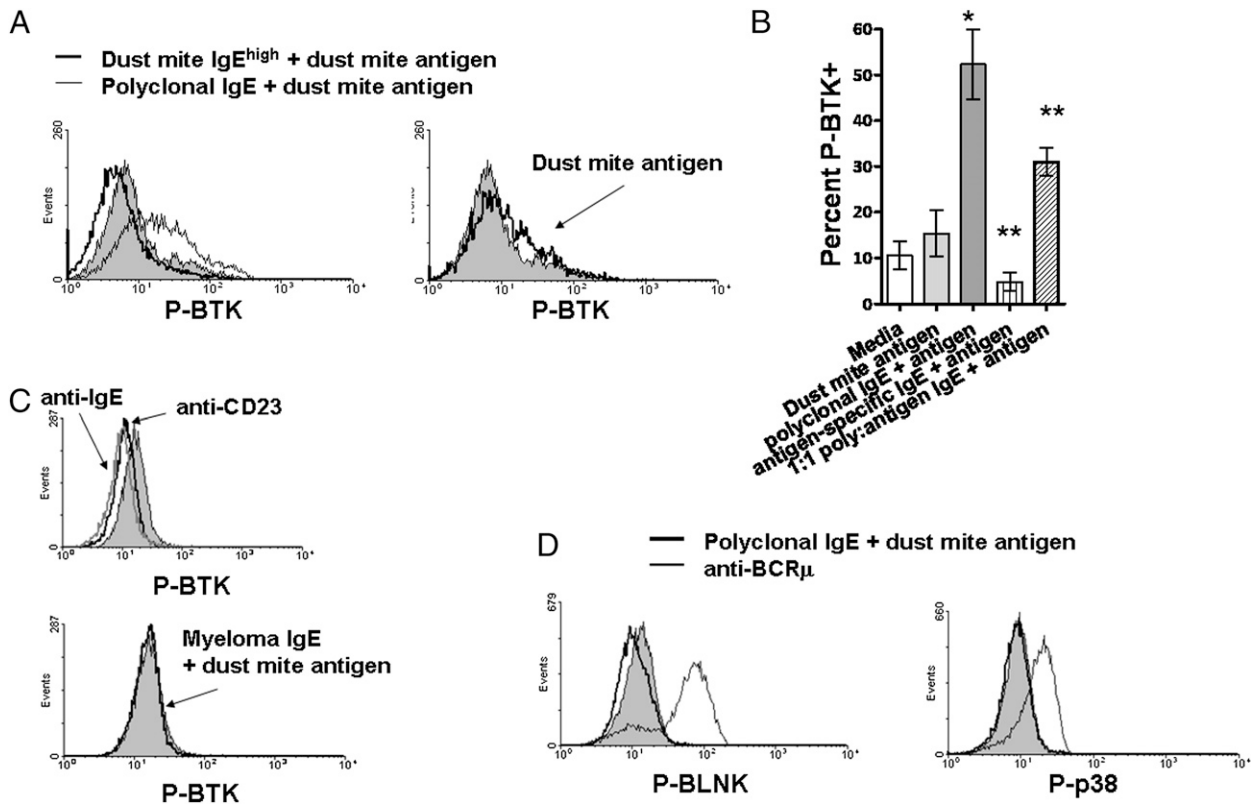 A
Dust mite IgEhigh + dust mite antigen
Polyclonal IgE + dust mite antigen
260
Events
10⁰ 10¹ 10² 10³ 10⁴
P-BTK
260
Dust mite antigen
10⁰ 10¹ 10² 10³ 10⁴
P-BTK
B
*
**
**
Percent P-BTK+
60
50
40
30
20
10
0
Media
Dust mite antigen
polyclonal IgE + antigen
antigen-specific IgE + antigen
1:1 poly:antigen IgE + antigen
C
anti-IgE
anti-CD23
287
Events
10⁰ 10¹ 10² 10³ 10⁴
P-BTK
287
Events
Myeloma IgE
+ dust mite antigen
10⁰ 10¹ 10² 10³ 10⁴
P-BTK
D
Polyclonal IgE + dust mite antigen
anti-BCRμ
679
Events
10⁰ 10¹ 10² 10³ 10⁴
P-BLNK
660
Events
10⁰ 10¹ 10² 10³ 10⁴
P-p38